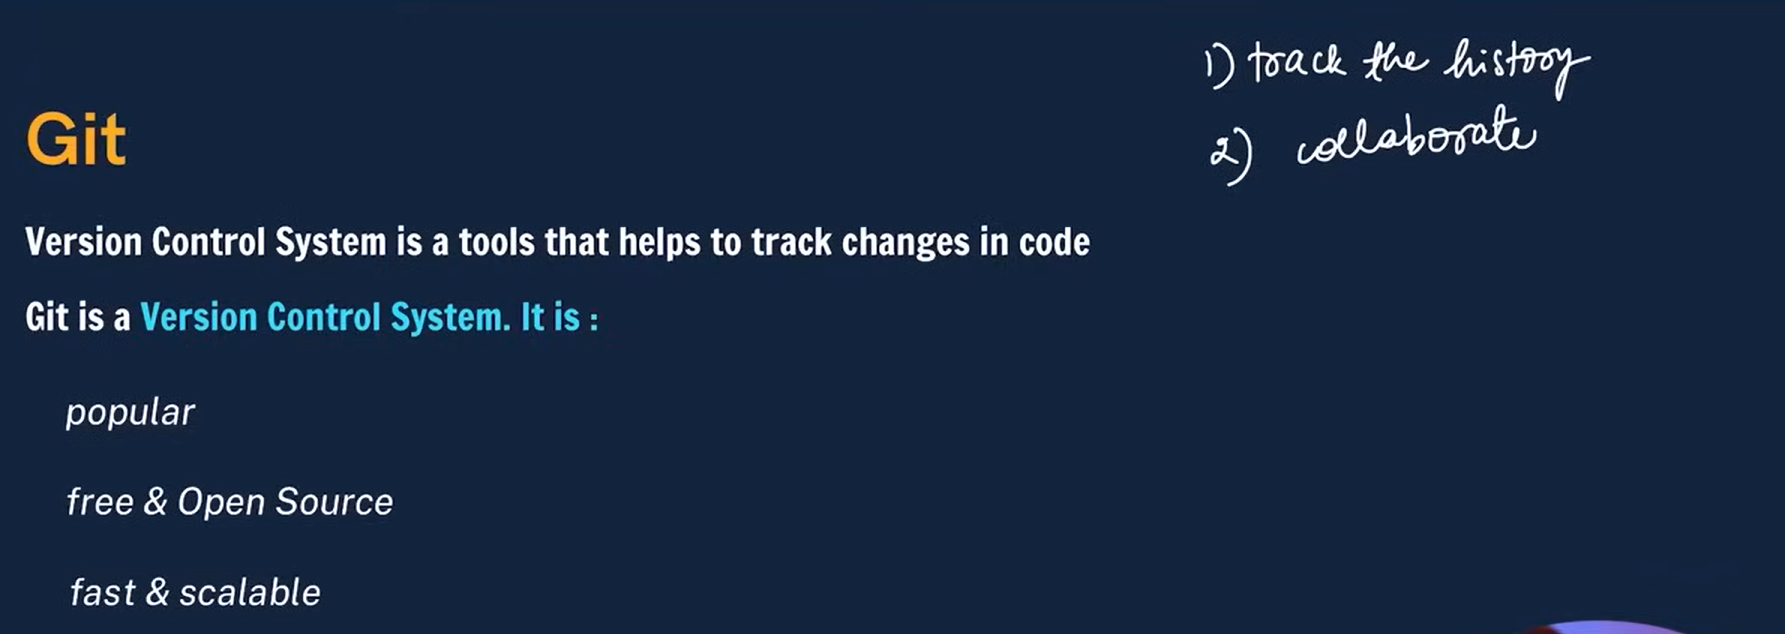 1) track the history
2) collaborate
Git
Version Control System is a tools that helps to track changes in code
Git is a Version Control System. It is :
popular
free & Open Source
fast & scalable